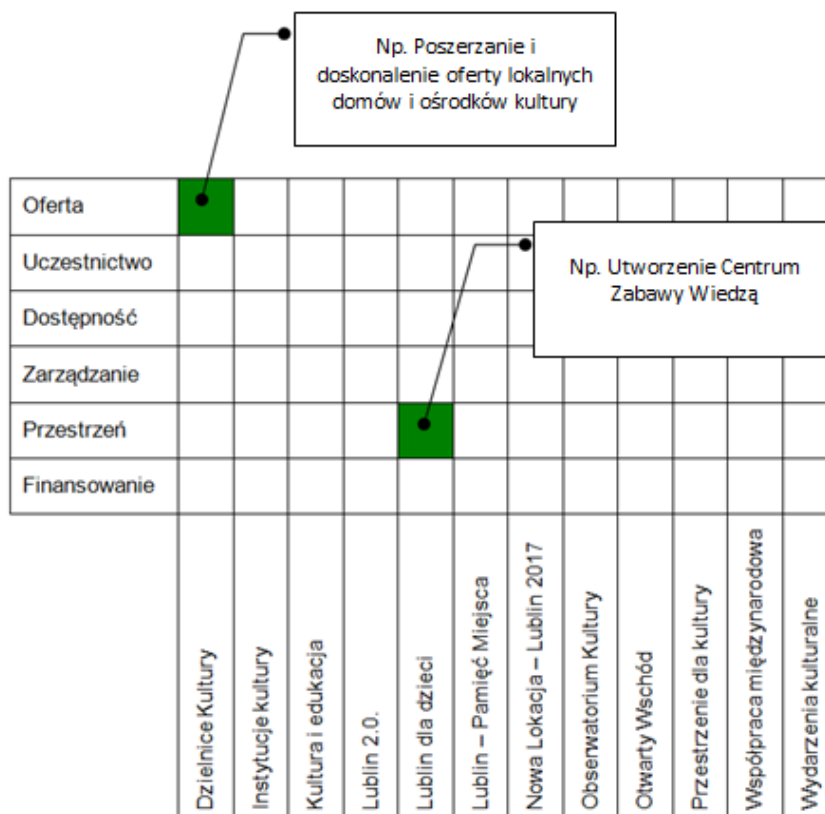 Np. Poszerzanie i
doskonalenie oferty lokalnych
domów i ośrodków kultury
Oferta
Uczestnictwo
Np. Utworzenie Centrum
Zabawy Wiedzą
Dostępność
Zarządzanie
Przestrzeń
Finansowanie
Dzielnice Kultury
Instytucje kultury
Kultura i edukacja
Lublin 2.0.
Lublin dla dzieci
Lublin – Pamięć Miejsca
Nowa Lokacja – Lublin 2017
Obserwatorium Kultury
Otwarty Wschód
Przestrzenie dla kultury
Współpraca międzynarodowa
Wydarzenia kulturalne